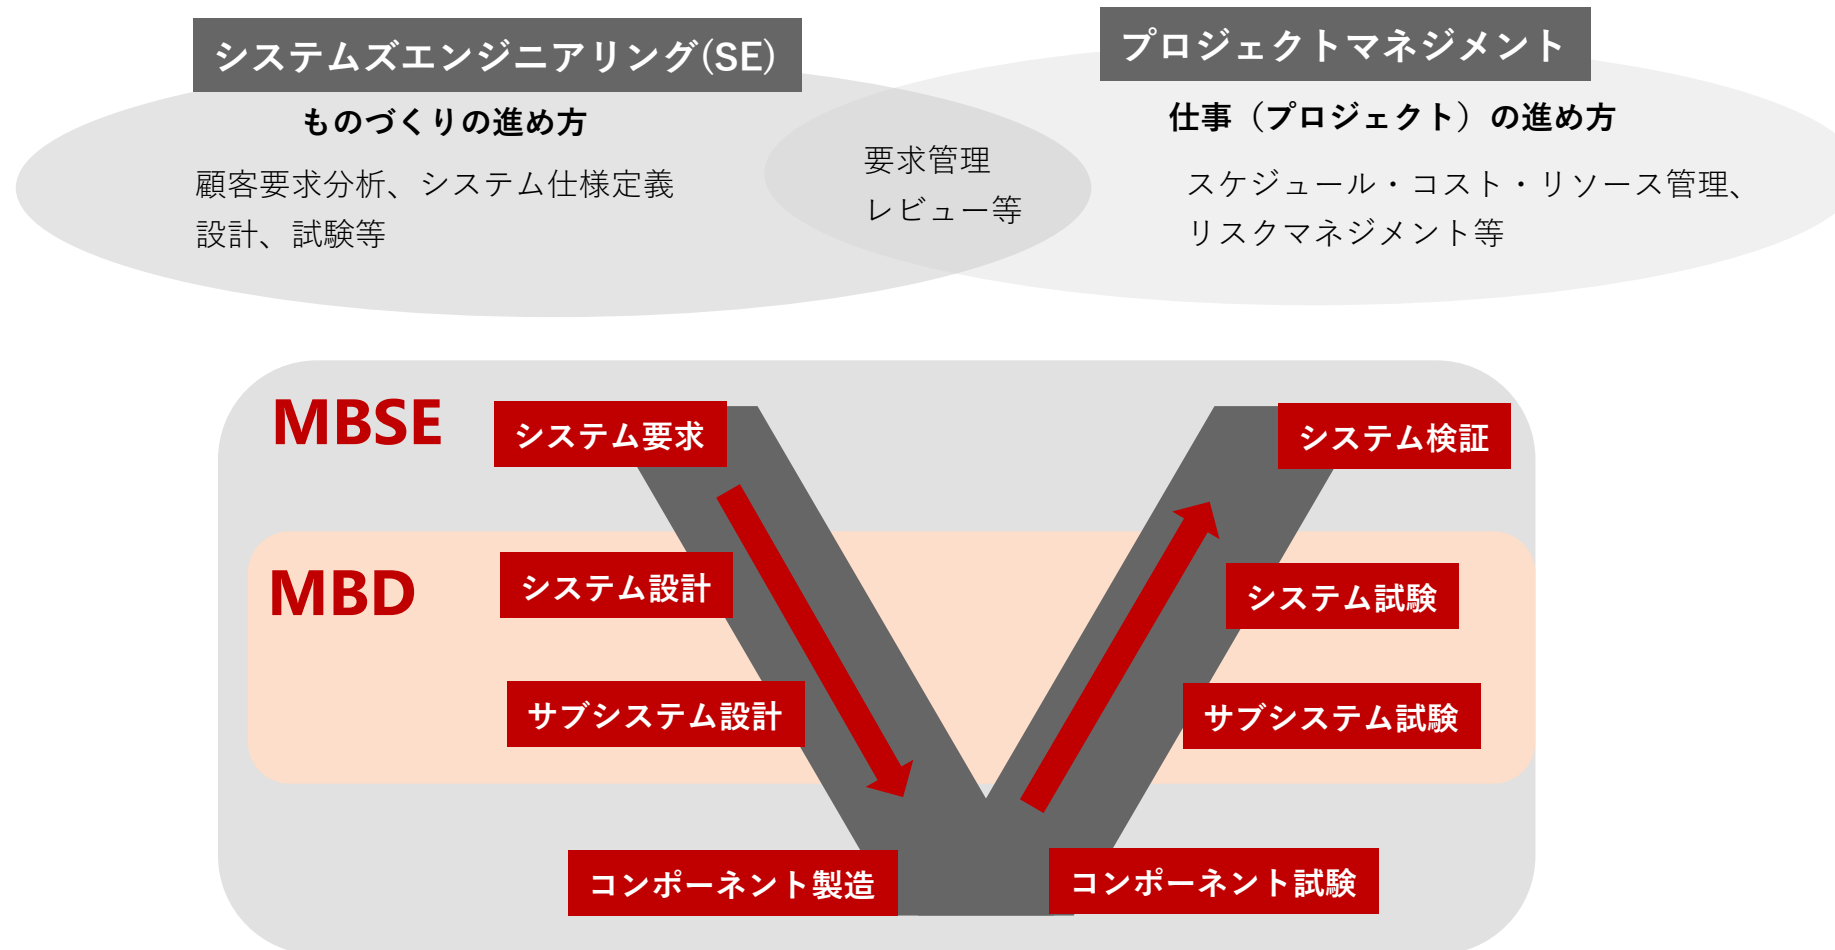 システムズエンジニアリング(SE)
ものづくりの進め方
顧客要求分析、システム仕様定義
設計、試験等
要求管理
レビュー等
プロジェクトマネジメント
仕事（プロジェクト）の進め方
スケジュール・コスト・リソース管理、
リスクマネジメント等
MBSE
システム要求
システム検証
MBD
システム設計
システム試験
サブシステム設計
サブシステム試験
コンポーネント製造
コンポーネント試験